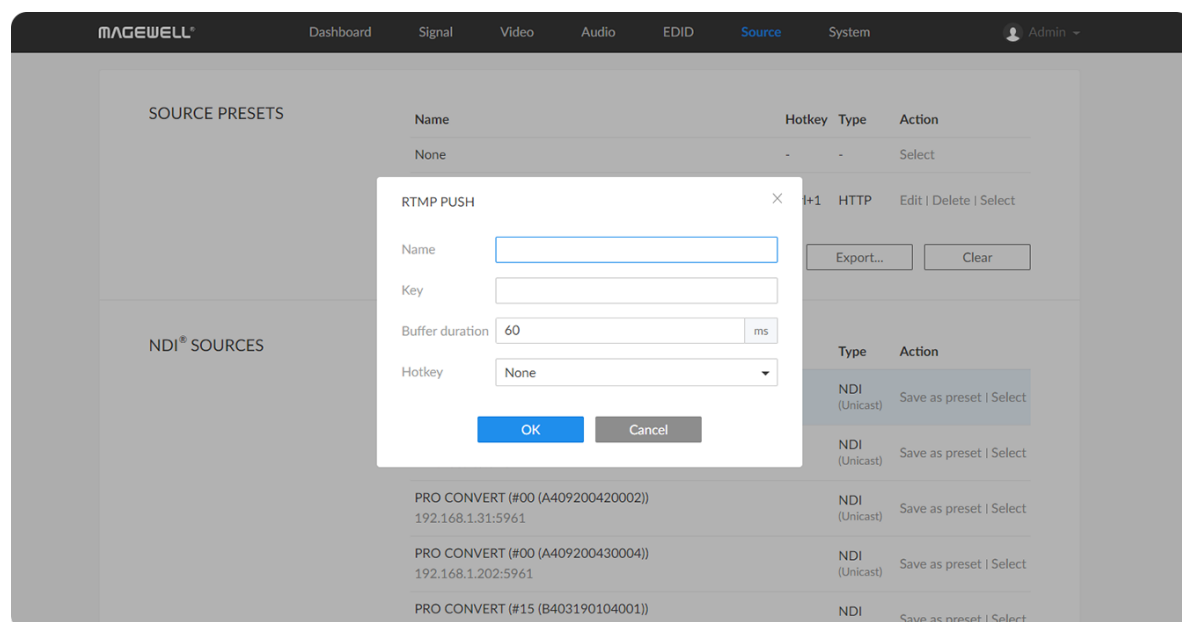 MAGEWELL®
Dashboard Signal Video Audio EDID Source System Admin
SOURCE PRESETS
Name Hotkey Type Action
None - - Select
l+1 HTTP Edit | Delete | Select
Export... Clear
RTMP PUSH
Name
Key
Buffer duration 60 ms
Hotkey None
OK Cancel
NDI® SOURCES
Type Action
NDI
(Unicast)
Save as preset | Select
NDI
(Unicast)
Save as preset | Select
PRO CONVERT (#00 (A409200420002))
192.168.1.31:5961
NDI
(Unicast)
Save as preset | Select
PRO CONVERT (#00 (A409200430004))
192.168.1.202:5961
NDI
(Unicast)
Save as preset | Select
PRO CONVERT (#15 (B403190104001))
NDI
Save as preset | Select